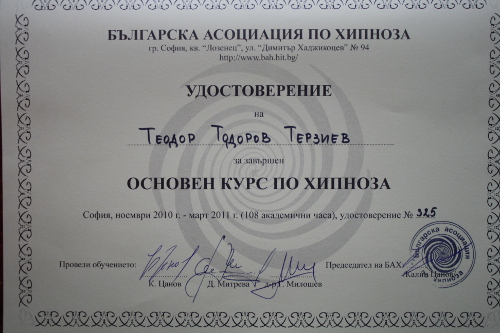 БЪЛГАРСКА АСОЦИАЦИЯ ПО ХИПНОЗА
гр. София, кв. “Лозенец”, ул. “Димитър Хаджикоцев” № 94
http://www.bah.hit.bg/
УДОСТОВЕРЕНИЕ
на
ТЕОДОР ТОДОРОВ ТЕРЗИЕВ
за завършен
ОСНОВЕН КУРС ПО ХИПНОЗА
София, ноември 2010 г. - март 2011 г. (108 академични часа), удостоверение № 325
Българска асоциация
хипноза
Провели обучението: Председател на БАХ
К. Цанов Д. Митрева д-р Г. Милошев Калин Цанов